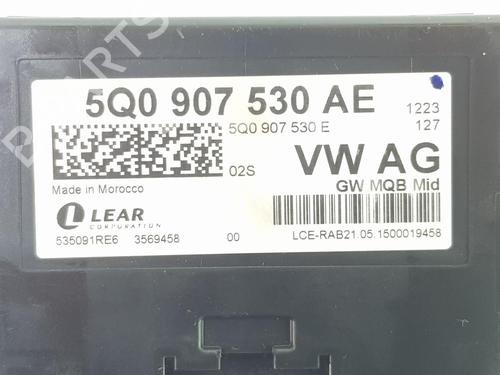 5Q0 907 530 AE
1223
5Q0 907 530 E
127
02S
VW AG
Made in Morocco
GW MQB Mid
LEAR
CORPORATION
535091RE6 3569458 00
LCE-RAB21.05.1500019458